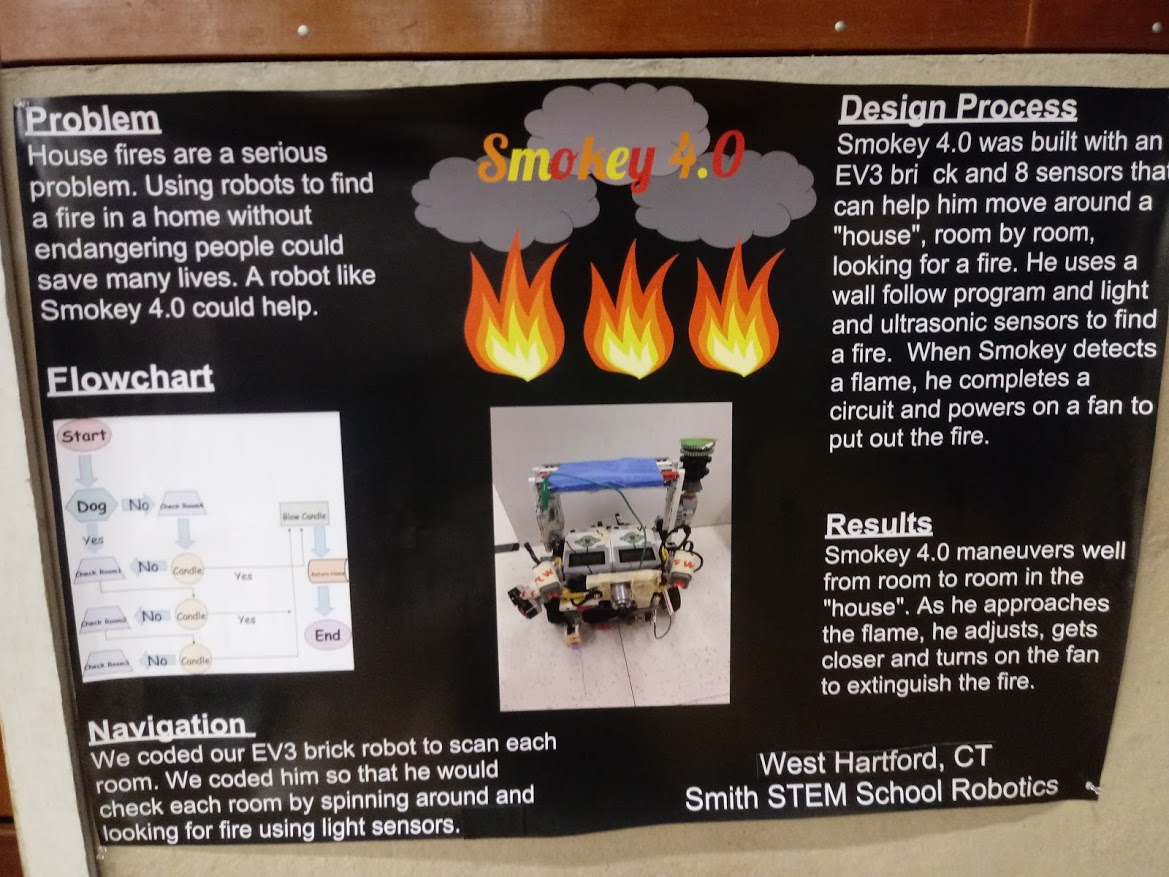 Problem
House fires are a serious
problem. Using robots to find
a fire in a home without
endangering people could
save many lives. A robot like
Smokey 4.0 could help.
Flowchart
Start
Dog
No
Check Room4
Yes
Check Room1
No
Candle
Yes
Check Room2
No
Candle
Yes
Check Room3
No
Candle
Blow Candle
Return Home
End
Navigation
We coded our EV3 brick robot to scan each
room. We coded him so that he would
check each room by spinning around and
looking for fire using light sensors.
Smokey 4.0
Design Process
Smokey 4.0 was built with an
EV3 bri ck and 8 sensors that
can help him move around a
"house", room by room,
looking for a fire. He uses a
wall follow program and light
and ultrasonic sensors to find
a fire. When Smokey detects
a flame, he completes a
circuit and powers on a fan to
put out the fire.
Results
Smokey 4.0 maneuvers well
from room to room in the
"house". As he approaches
the flame, he adjusts, gets
closer and turns on the fan
to extinguish the fire.
West Hartford, CT
Smith STEM School Robotics